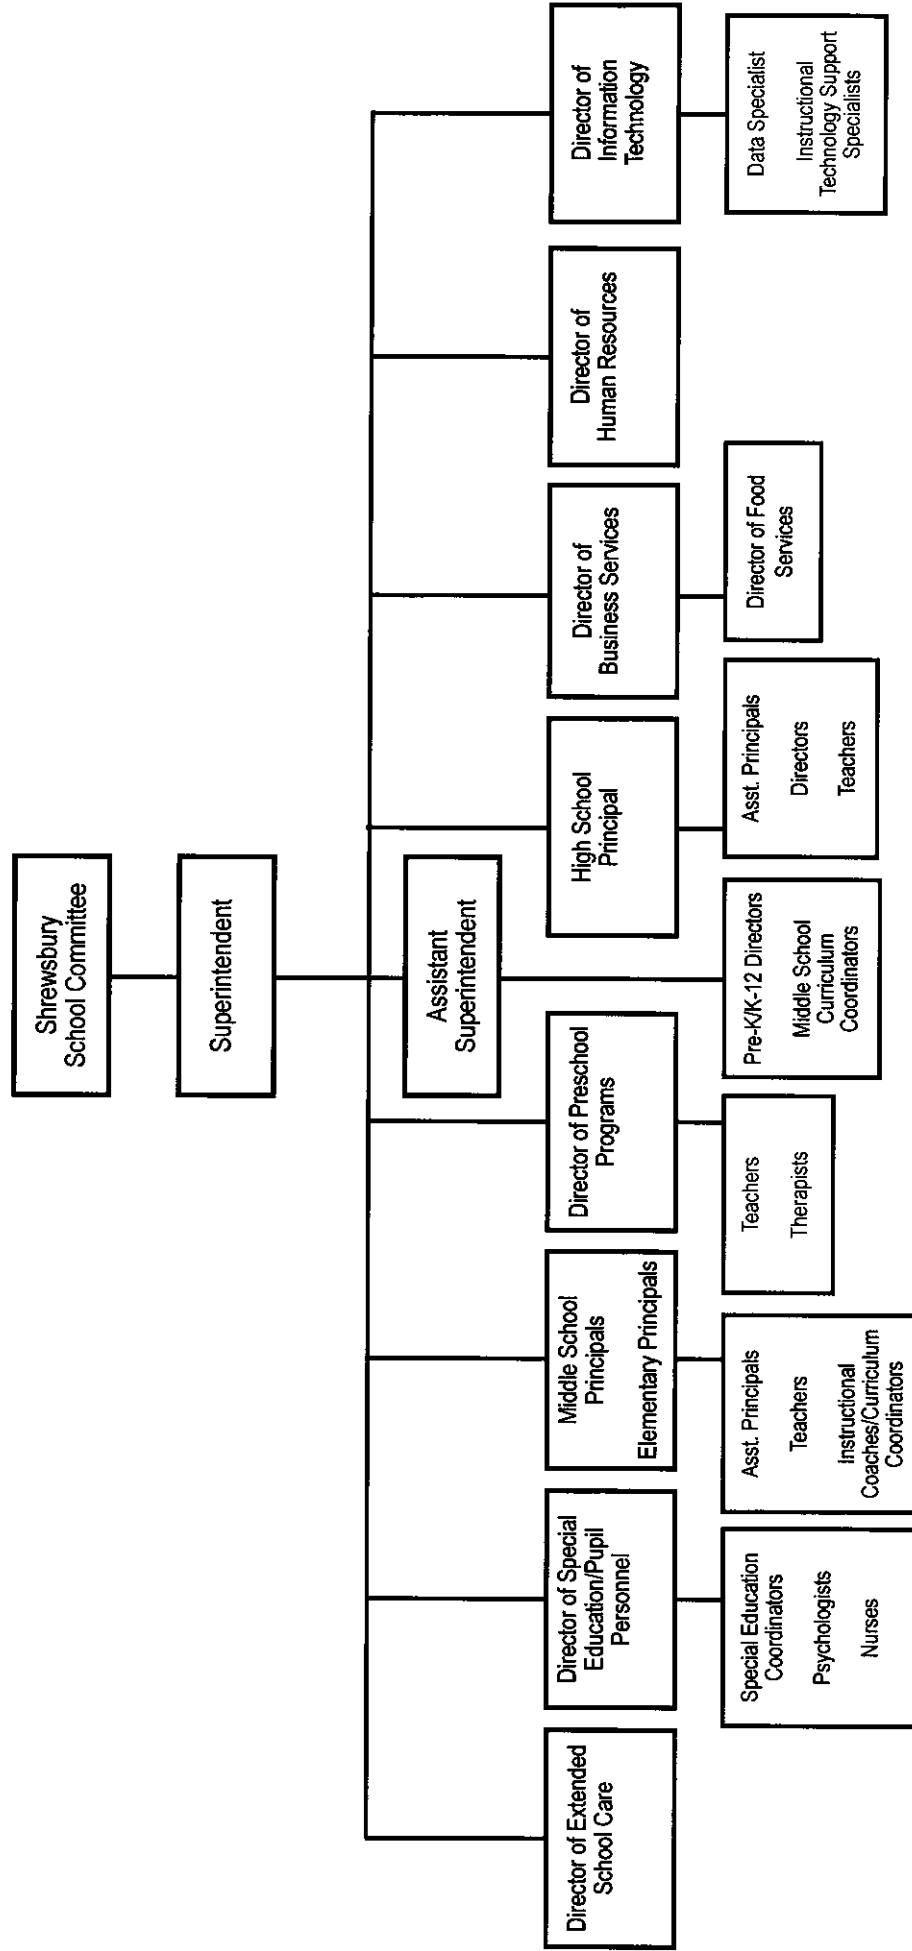 Shrewsbury
School Committee
Superintendent
Assistant
Superintendent
Director of Extended
School Care
Director of Special
Education/Pupil
Personnel
Middle School
Principals
Elementary Principals
Director of Preschool
Programs
High School
Principal
Director of
Business Services
Director of
Human Resources
Director of
Information
Technology
Special Education
Coordinators
Psychologists
Nurses
Asst. Principals
Teachers
Instructional
Coaches/Curriculum
Coordinators
Teachers
Therapists
Pre-K/K-12 Directors
Middle School
Curriculum
Coordinators
Asst. Principals
Directors
Teachers
Director of Food
Services
Data Specialist
Instructional
Technology Support
Specialists